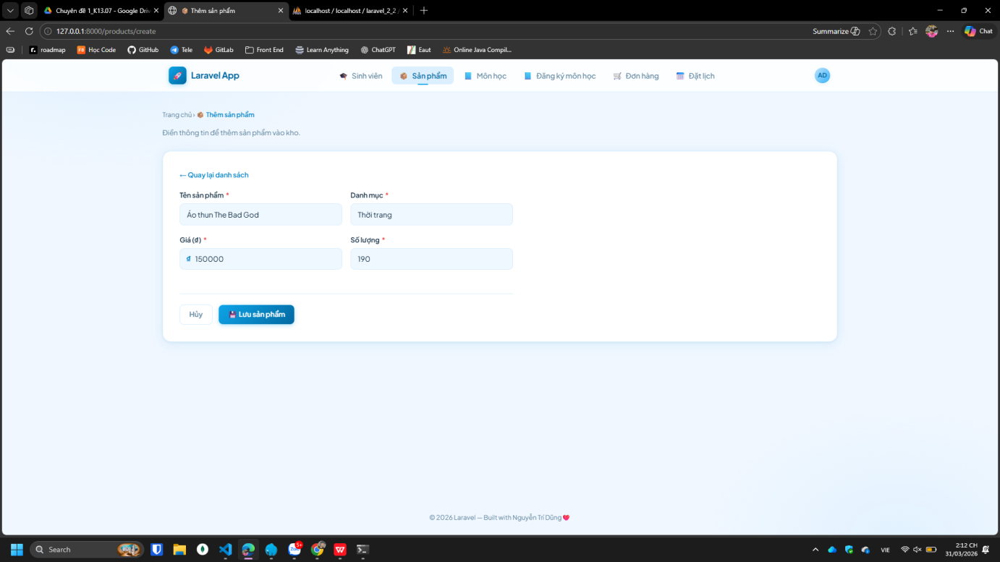 Chuyên đề 1_K13.07 - Google Driv
Thêm sản phẩm
localhost / localhost / laravel_2_2 /
127.0.0.1:8000/products/create
Summarize
Chat
roadmap
F8 Học Code
GitHub
Tele
GitLab
Front End
Learn Anything
ChatGPT
Eaut
Online Java Compil...
Laravel App
Sinh viên
Sản phẩm
Môn học
Đăng ký môn học
Đơn hàng
Đặt lịch
AD
Trang chủ › Thêm sản phẩm
Điền thông tin để thêm sản phẩm vào kho.
← Quay lại danh sách
Tên sản phẩm * Danh mục *
Áo thun The Bad God Thời trang
Giá (₫) * Số lượng *
₫ 150000 190
Hủy Lưu sản phẩm
© 2026 Laravel — Built with Nguyễn Trí Dũng
Search
5+
VIE
2:12 CH
31/03/2026